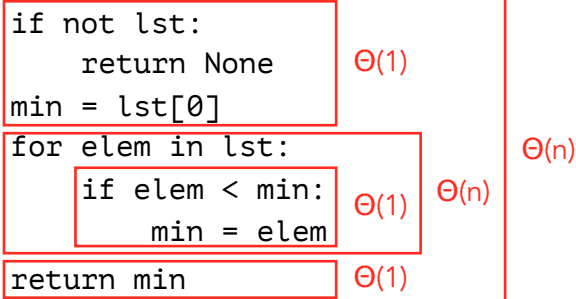 if not lst:
    return None Θ(1)
min = lst[0]
for elem in lst: Θ(n)
    if elem < min: Θ(1) Θ(n)
        min = elem
return min Θ(1)